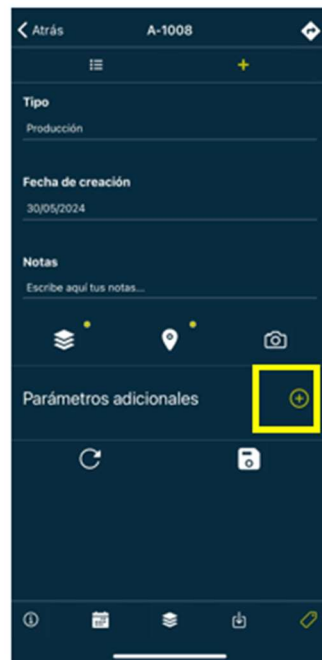 Atrás
A-1008
Tipo
Producción
Fecha de creación
30/05/2024
Notas
Escribe aquí tus notas...
Parámetros adicionales